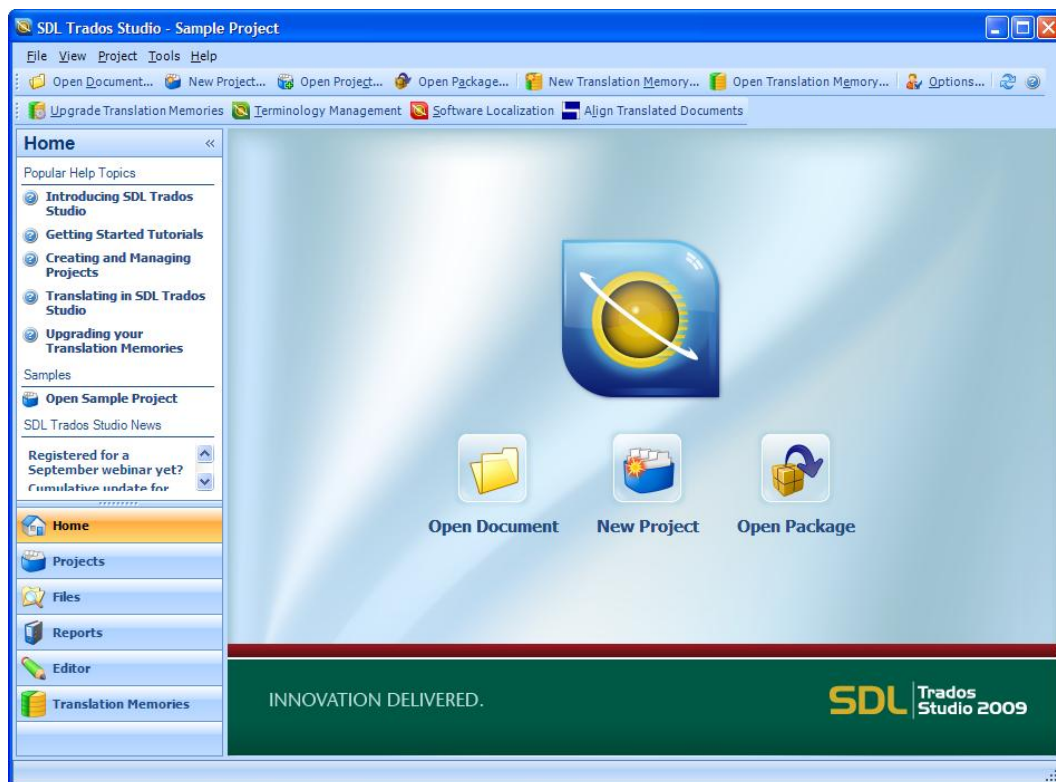 SDL Trados Studio - Sample Project
File View Project Tools Help
Open Document... New Project... Open Project... Open Package... New Translation Memory... Open Translation Memory... Options...
Upgrade Translation Memories Terminology Management Software Localization Align Translated Documents
Home
Popular Help Topics
Introducing SDL Trados
Studio
Getting Started Tutorials
Creating and Managing
Projects
Translating in SDL Trados
Studio
Upgrading your
Translation Memories
Samples
Open Sample Project
SDL Trados Studio News
Registered for a
September webinar yet?
Cumulative update for
Home
Projects
Files
Reports
Editor
Translation Memories
Open Document New Project Open Package
INNOVATION DELIVERED.
SDL Trados
Studio 2009